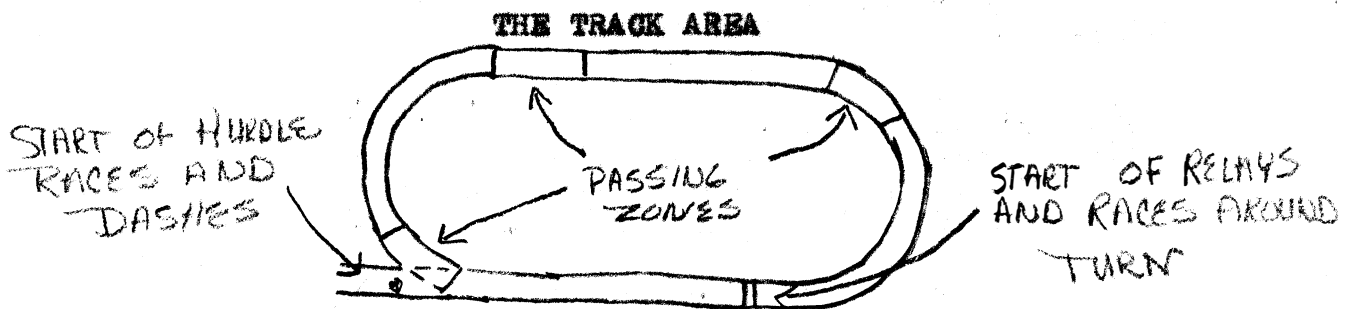 THE TRACK AREA
START OF HURDLE
RACES AND
DASHES
PASSING
ZONES
START OF RELAYS
AND RACES AROUND
TURN